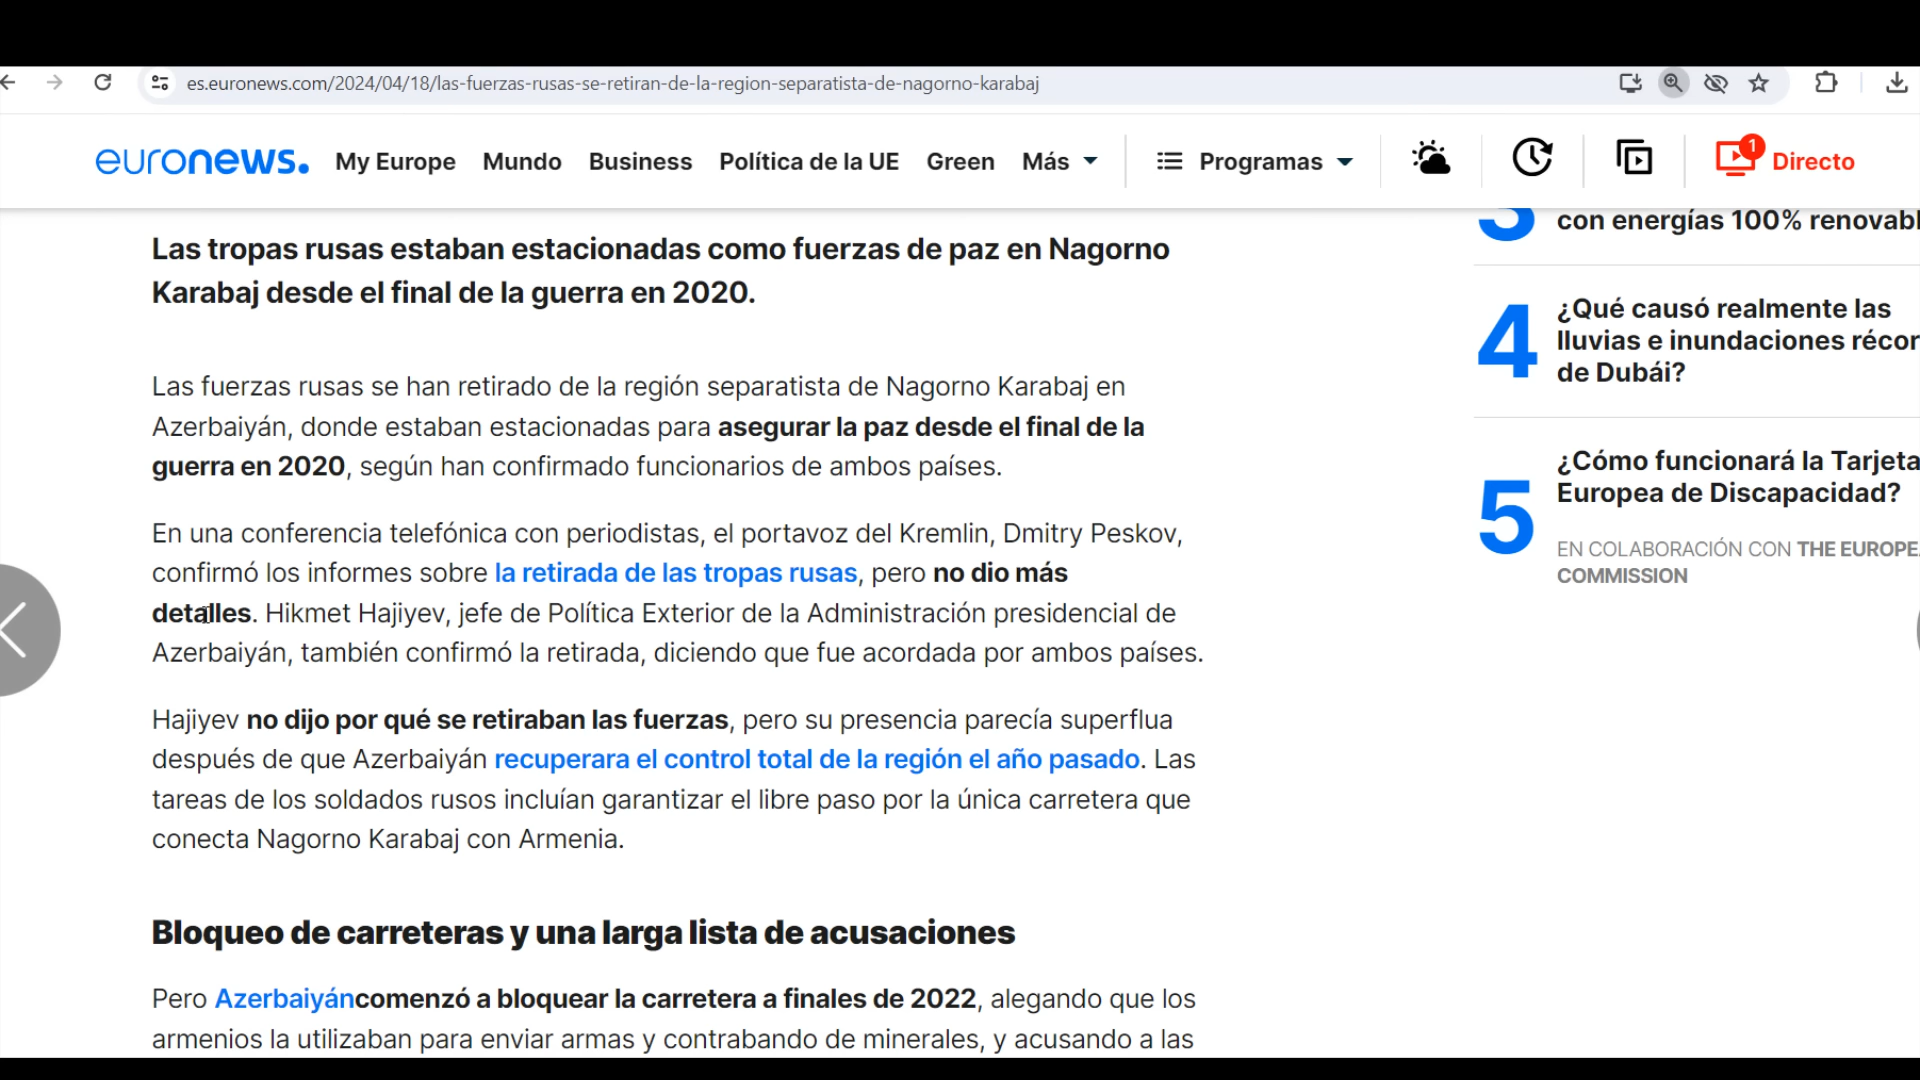 es.euronews.com/2024/04/18/las-fuerzas-rusas-se-retiran-de-la-region-separatista-de-nagorno-karabaj
euronews. My Europe Mundo Business Política de la UE Green Más Programas 1 Directo
Las tropas rusas estaban estacionadas como fuerzas de paz en Nagorno
Karabaj desde el final de la guerra en 2020.
Las fuerzas rusas se han retirado de la región separatista de Nagorno Karabaj en
Azerbaiyán, donde estaban estacionadas para asegurar la paz desde el final de la
guerra en 2020, según han confirmado funcionarios de ambos países.
En una conferencia telefónica con periodistas, el portavoz del Kremlin, Dmitry Peskov,
confirmó los informes sobre la retirada de las tropas rusas, pero no dio más
detalles. Hikmet Hajiyev, jefe de Política Exterior de la Administración presidencial de
Azerbaiyán, también confirmó la retirada, diciendo que fue acordada por ambos países.
Hajiyev no dijo por qué se retiraban las fuerzas, pero su presencia parecía superflua
después de que Azerbaiyán recuperara el control total de la región el año pasado. Las
tareas de los soldados rusos incluían garantizar el libre paso por la única carretera que
conecta Nagorno Karabaj con Armenia.
Bloqueo de carreteras y una larga lista de acusaciones
Pero Azerbaiyáncomenzó a bloquear la carretera a finales de 2022, alegando que los
armenios la utilizaban para enviar armas y contrabando de minerales, y acusando a las
3
con energías 100% renovabl
4
¿Qué causó realmente las
lluvias e inundaciones récor
de Dubái?
5
¿Cómo funcionará la Tarjeta
Europea de Discapacidad?
EN COLABORACIÓN CON THE EUROPE
COMMISSION